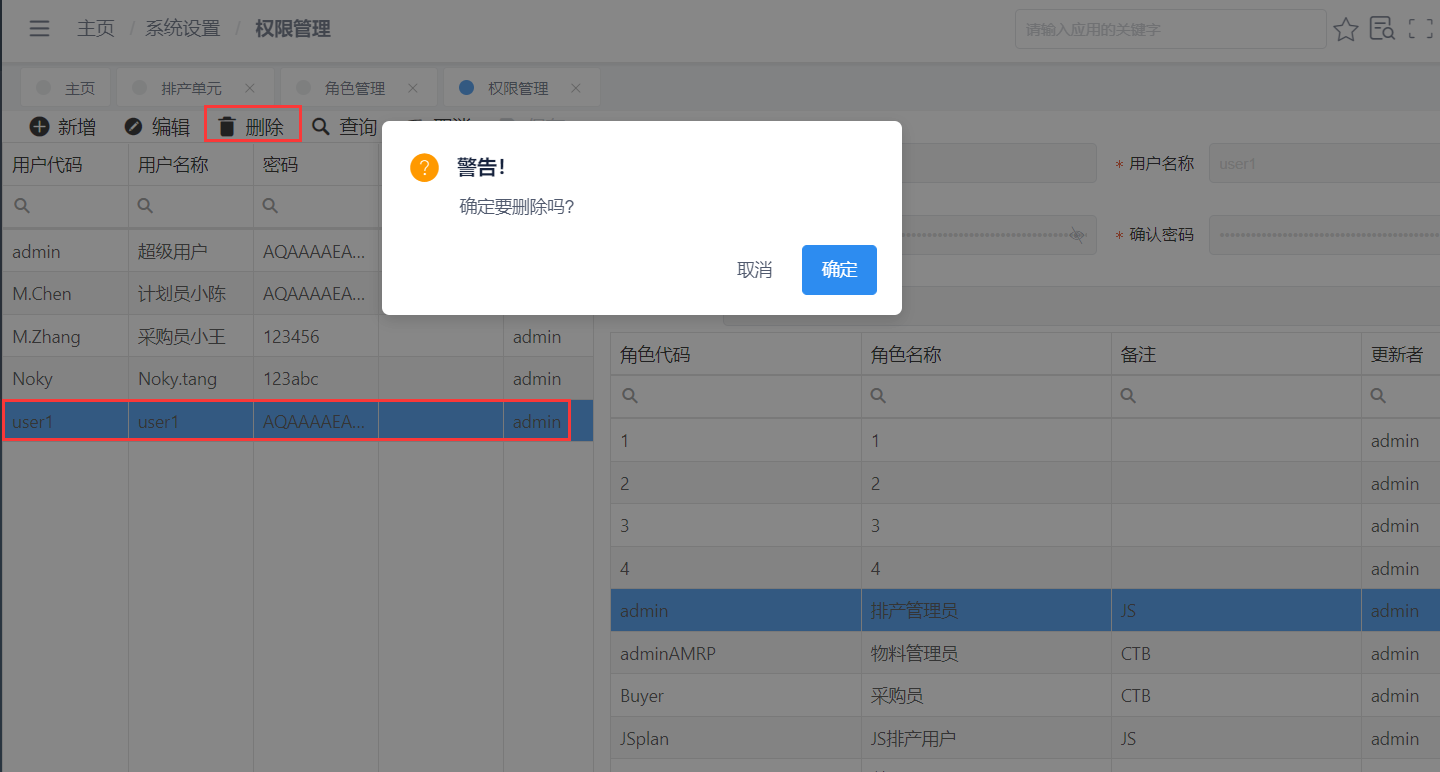 主页 / 系统设置 / 权限管理
请输入应用的关键字
主页 排产单元 角色管理 权限管理
新增 编辑 删除 查询
警告!
确定要删除吗?
取消 确定
用户代码 用户名称 密码
* 用户名称 user1
* 确认密码
admin 超级用户 AQAAAAEA...
M.Chen 计划员小陈 AQAAAAEA...
M.Zhang 采购员小王 123456 admin
Noky Noky.tang 123abc admin
user1 user1 AQAAAAEA... admin
角色代码 角色名称 备注 更新者
1 1 admin
2 2 admin
3 3 admin
4 4 admin
admin 排产管理员 JS admin
adminAMRP 物料管理员 CTB admin
Buyer 采购员 CTB admin
JSplan JS排产用户 JS admin